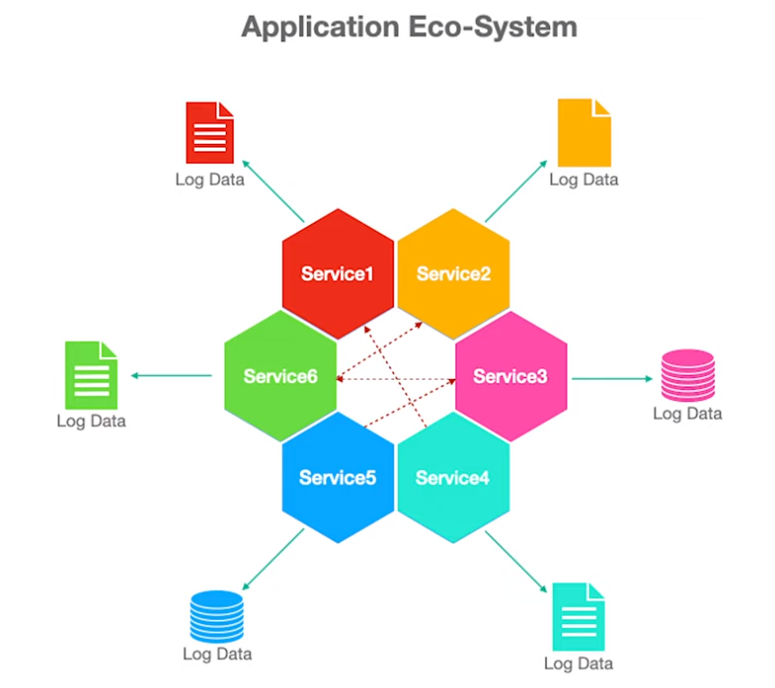 Application Eco-System
Log Data
Log Data
Service1
Service2
Service6
Service3
Log Data
Log Data
Service5
Service4
Log Data
Log Data